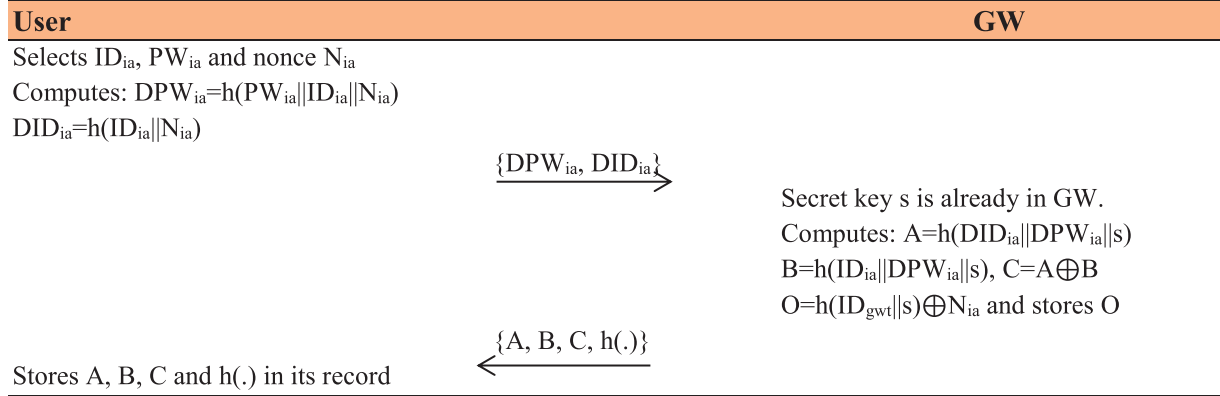 User GW
Selects IDia, PWia and nonce Nia
Computes: DPWia=h(PWia||IDia||Nia)
DIDia=h(IDia||Nia)
{DPWia, DIDia}
Secret key s is already in GW.
Computes: A=h(DIDia||DPWia||s)
B=h(IDia||DPWia||s), C=A⊕B
O=h(IDgwt||s)⊕Nia and stores O
{A, B, C, h(.)}
Stores A, B, C and h(.) in its record